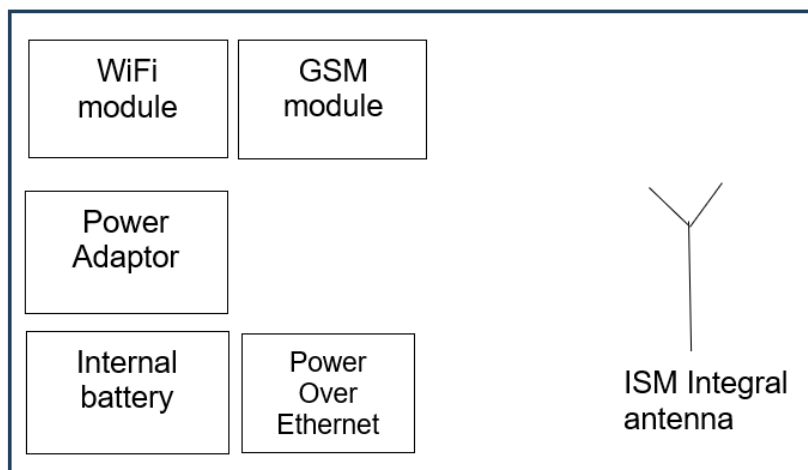 WiFi
module
GSM
module
Power
Adaptor
Internal
battery
Power
Over
Ethernet
ISM Integral
antenna